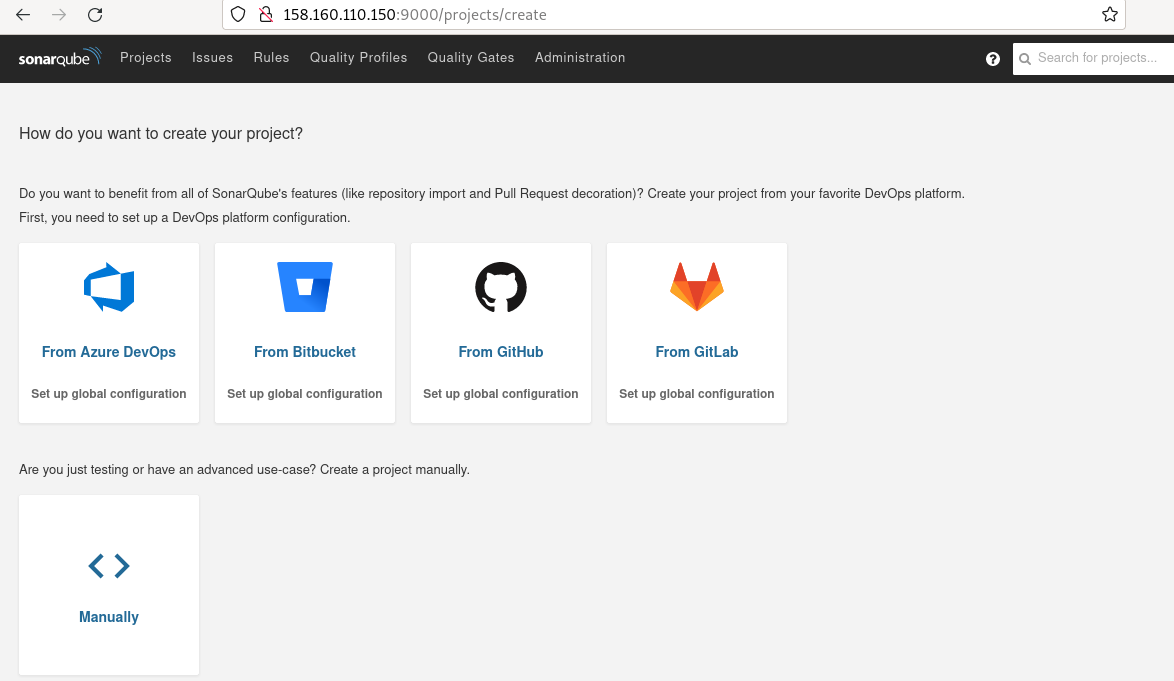 158.160.110.150:9000/projects/create
sonarqube Projects Issues Rules Quality Profiles Quality Gates Administration ? Search for projects...
How do you want to create your project?
Do you want to benefit from all of SonarQube's features (like repository import and Pull Request decoration)? Create your project from your favorite DevOps platform.
First, you need to set up a DevOps platform configuration.
From Azure DevOps From Bitbucket From GitHub From GitLab
Set up global configuration Set up global configuration Set up global configuration Set up global configuration
Are you just testing or have an advanced use-case? Create a project manually.
Manually